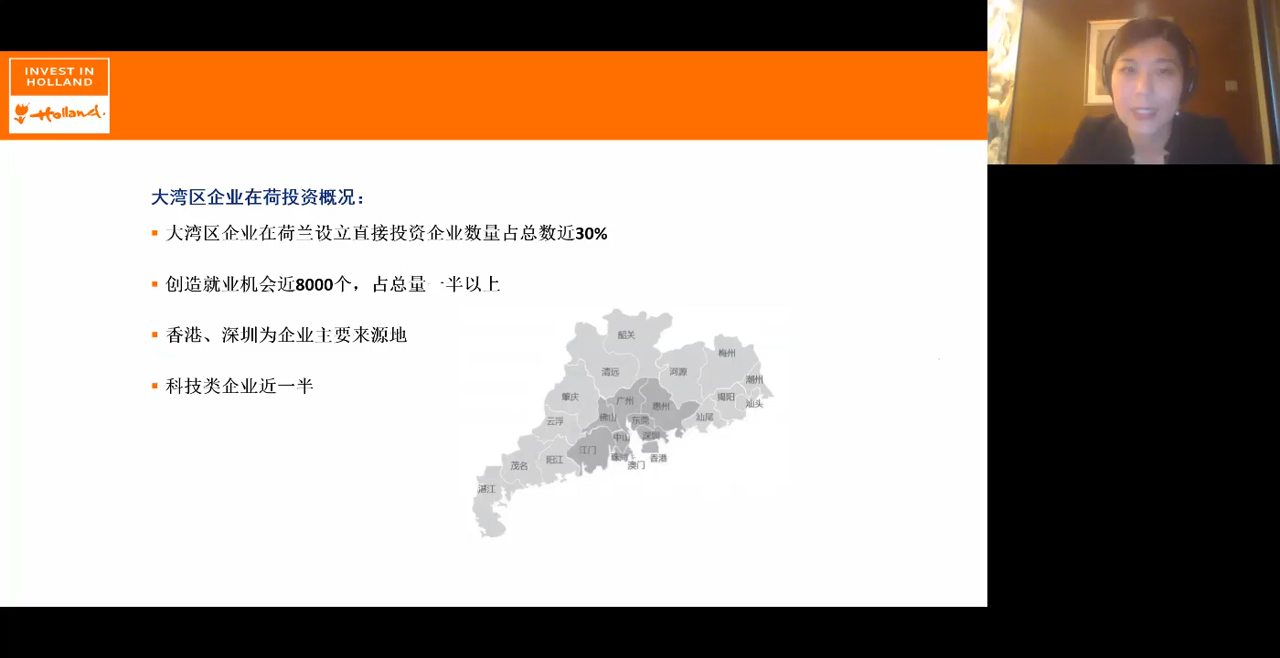 INVEST IN
HOLLAND
Holland.
大湾区企业在荷投资概况：
大湾区企业在荷兰设立直接投资企业数量占总数近30%
创造就业机会近8000个，占总量一半以上
香港、深圳为企业主要来源地
科技类企业近一半
韶关
梅州
清远
河源
潮州
肇庆
广州
惠州
揭阳
汕头
云浮
佛山
东莞
汕尾
中山
深圳
江门
珠海
香港
澳门
茂名
阳江
湛江